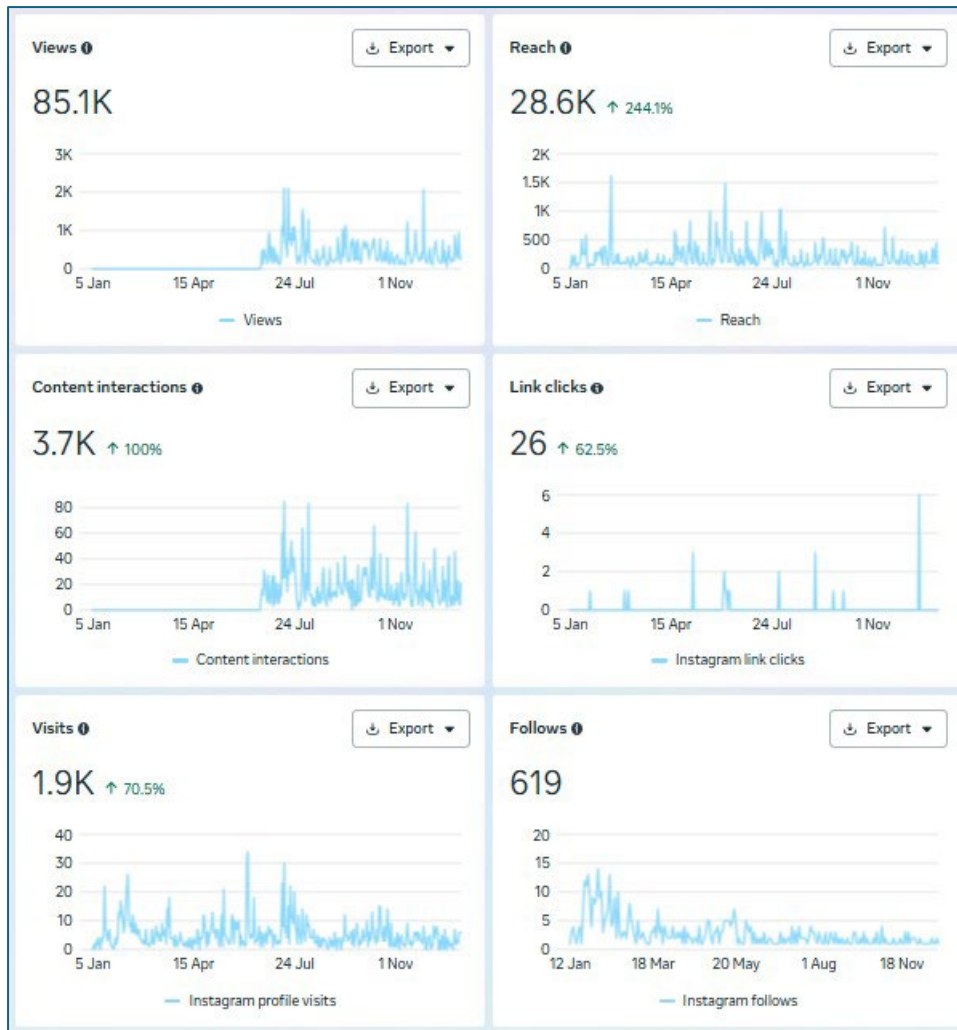 Views
Export
85.1K
3K
2K
1K
0
5 Jan 15 Apr 24 Jul 1 Nov
Views
Reach
Export
28.6K ↑ 244.1%
2K
1.5K
1K
500
0
5 Jan 15 Apr 24 Jul 1 Nov
Reach
Content interactions
Export
3.7K ↑ 100%
80
60
40
20
0
5 Jan 15 Apr 24 Jul 1 Nov
Content interactions
Link clicks
Export
26 ↑ 62.5%
6
4
2
0
5 Jan 15 Apr 24 Jul 1 Nov
Instagram link clicks
Visits
Export
1.9K ↑ 70.5%
40
30
20
10
0
5 Jan 15 Apr 24 Jul 1 Nov
Instagram profile visits
Follows
Export
619
20
15
10
5
0
12 Jan 18 Mar 20 May 1 Aug 18 Nov
Instagram follows